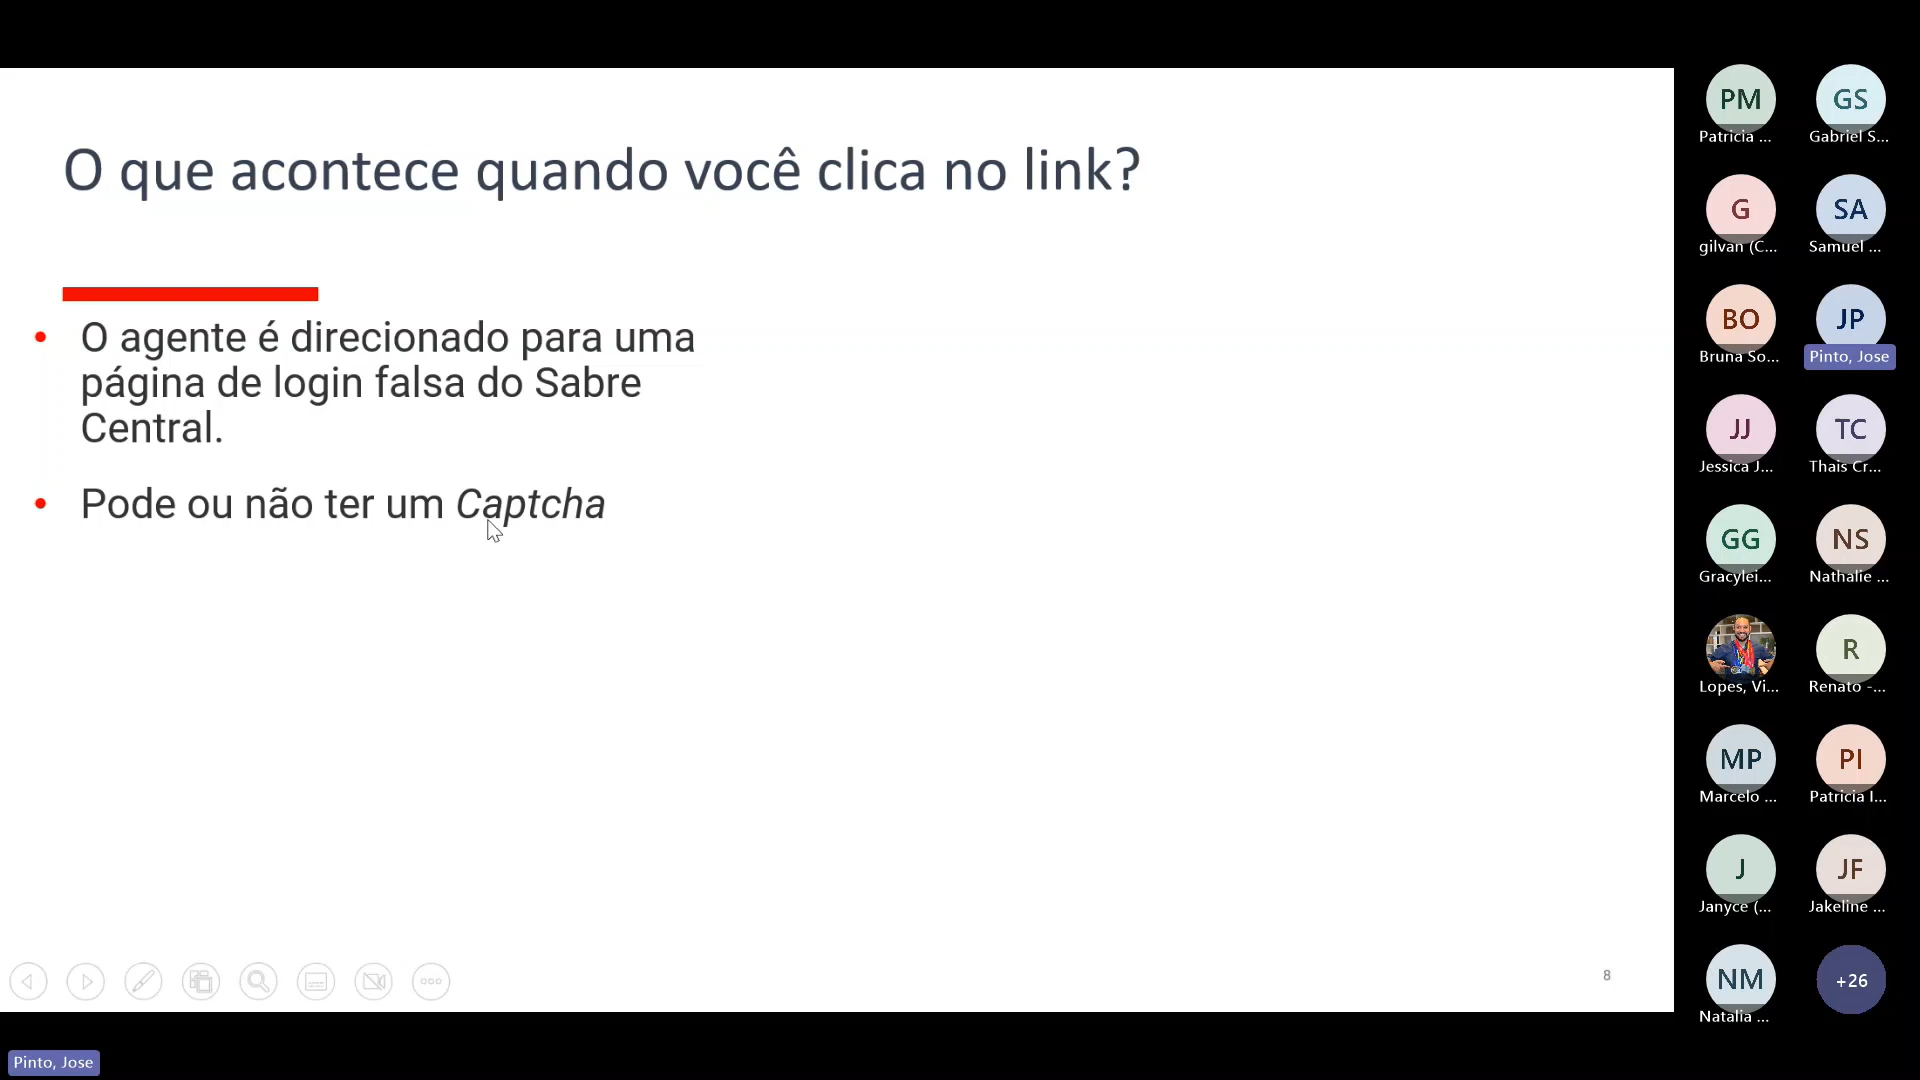 O que acontece quando você clica no link?
• O agente é direcionado para uma
página de login falsa do Sabre
Central.
• Pode ou não ter um Captcha
8
PM
Patricia ...
GS
Gabriel S...
G
gilvan (C...
SA
Samuel ...
BO
Bruna So...
JP
Pinto, Jose
JJ
Jessica J...
TC
Thais Cr...
GG
Gracylei...
NS
Nathalie ...
Lopes, Vi...
R
Renato -...
MP
Marcelo ...
PI
Patricia I...
J
Janyce (...
JF
Jakeline ...
NM
Natalia ...
+26
Pinto, Jose